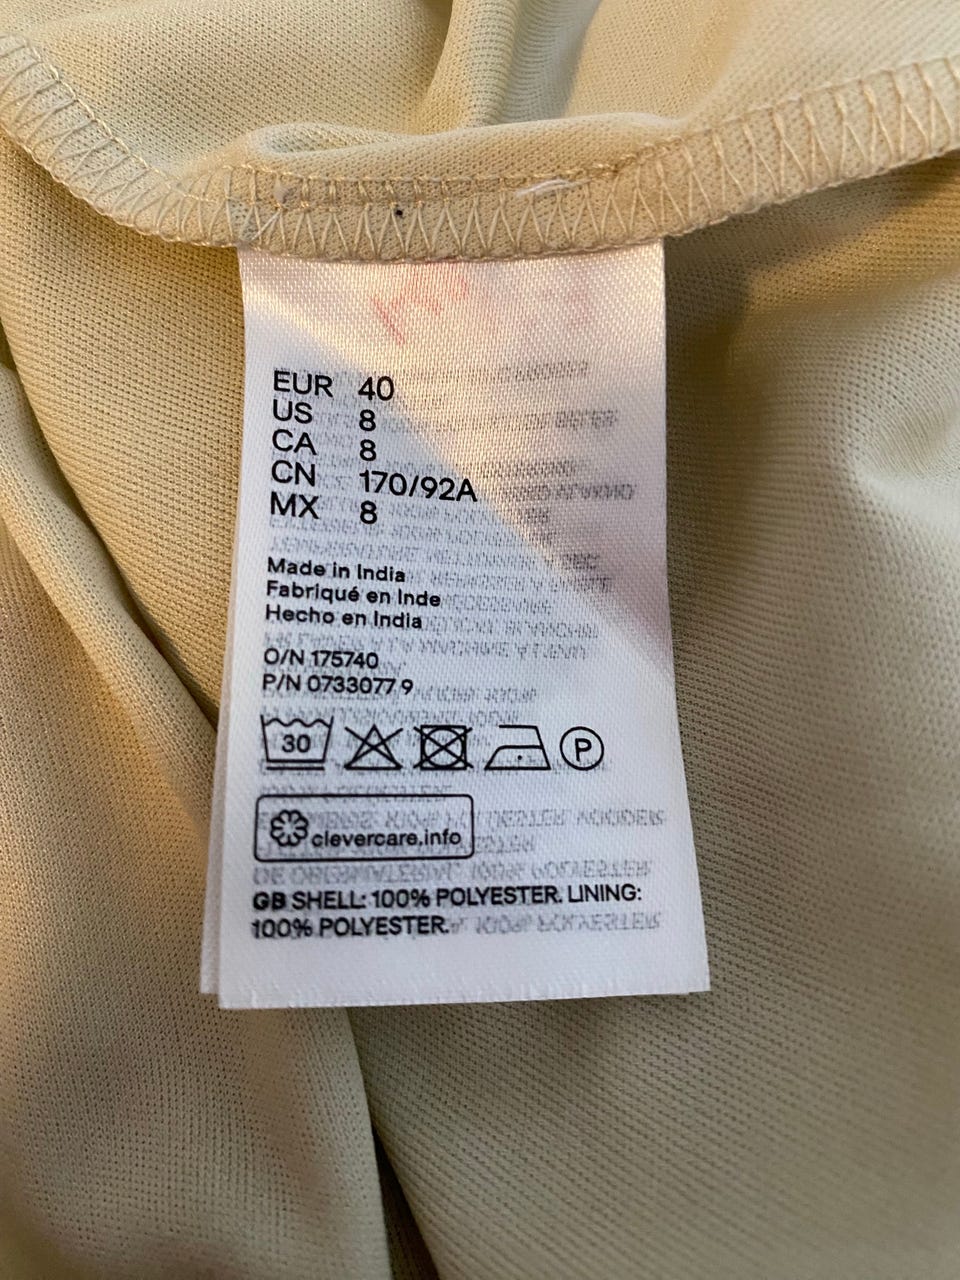 EUR 40
US 8
CA 8
CN 170/92A
MX 8
Made in India
Fabriqué en Inde
Hecho en India
O/N 175740
P/N 0733077 9
30 P
clevercare.info
GB SHELL: 100% POLYESTER. LINING:
100% POLYESTER.